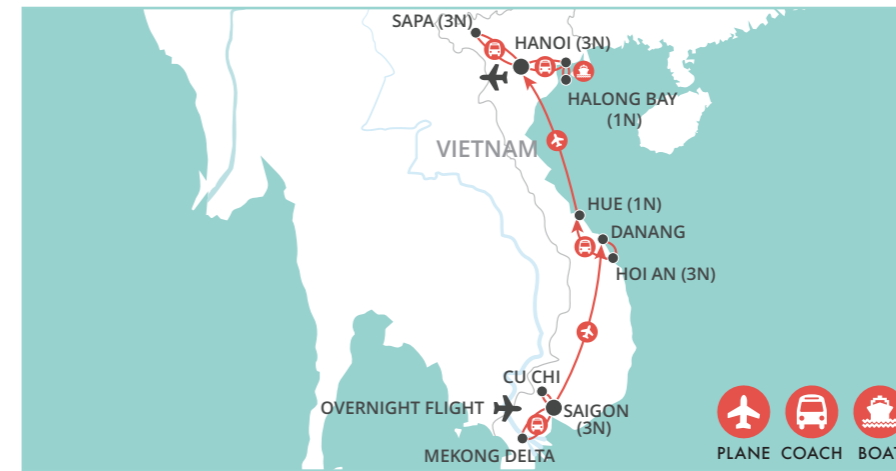 SAPA (3N)
HANOI (3N)
HALONG BAY
(1N)
VIETNAM
HUE (1N)
DANANG
HOI AN (3N)
CU CHI
OVERNIGHT FLIGHT
SAIGON
(3N)
MEKONG DELTA
PLANE COACH BOAT